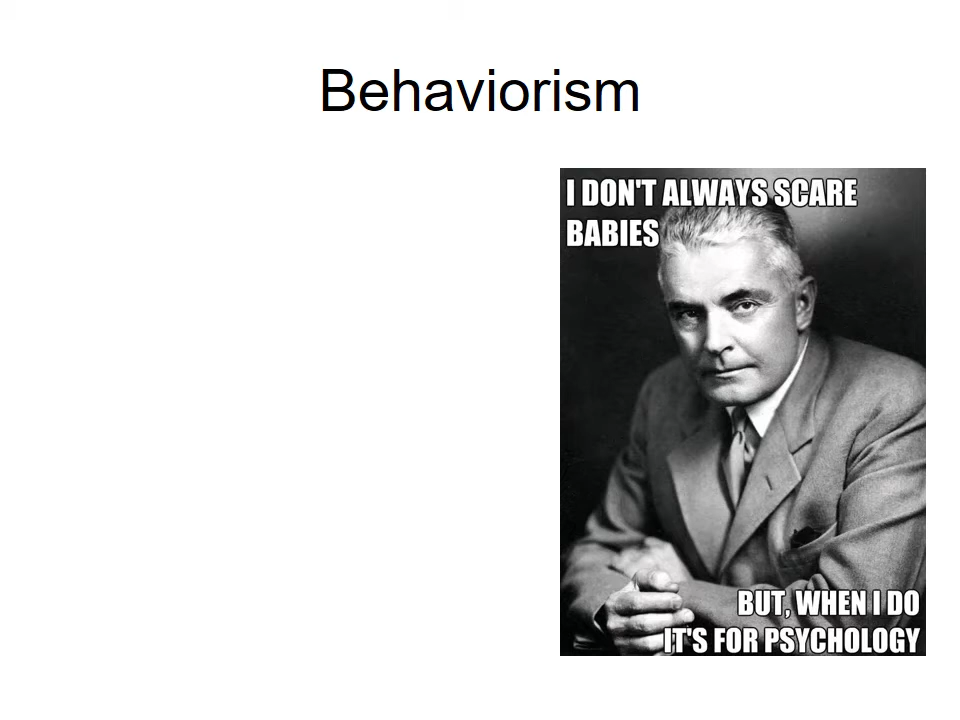 Behaviorism
I DON'T ALWAYS SCARE
BABIES
BUT, WHEN I DO
IT'S FOR PSYCHOLOGY